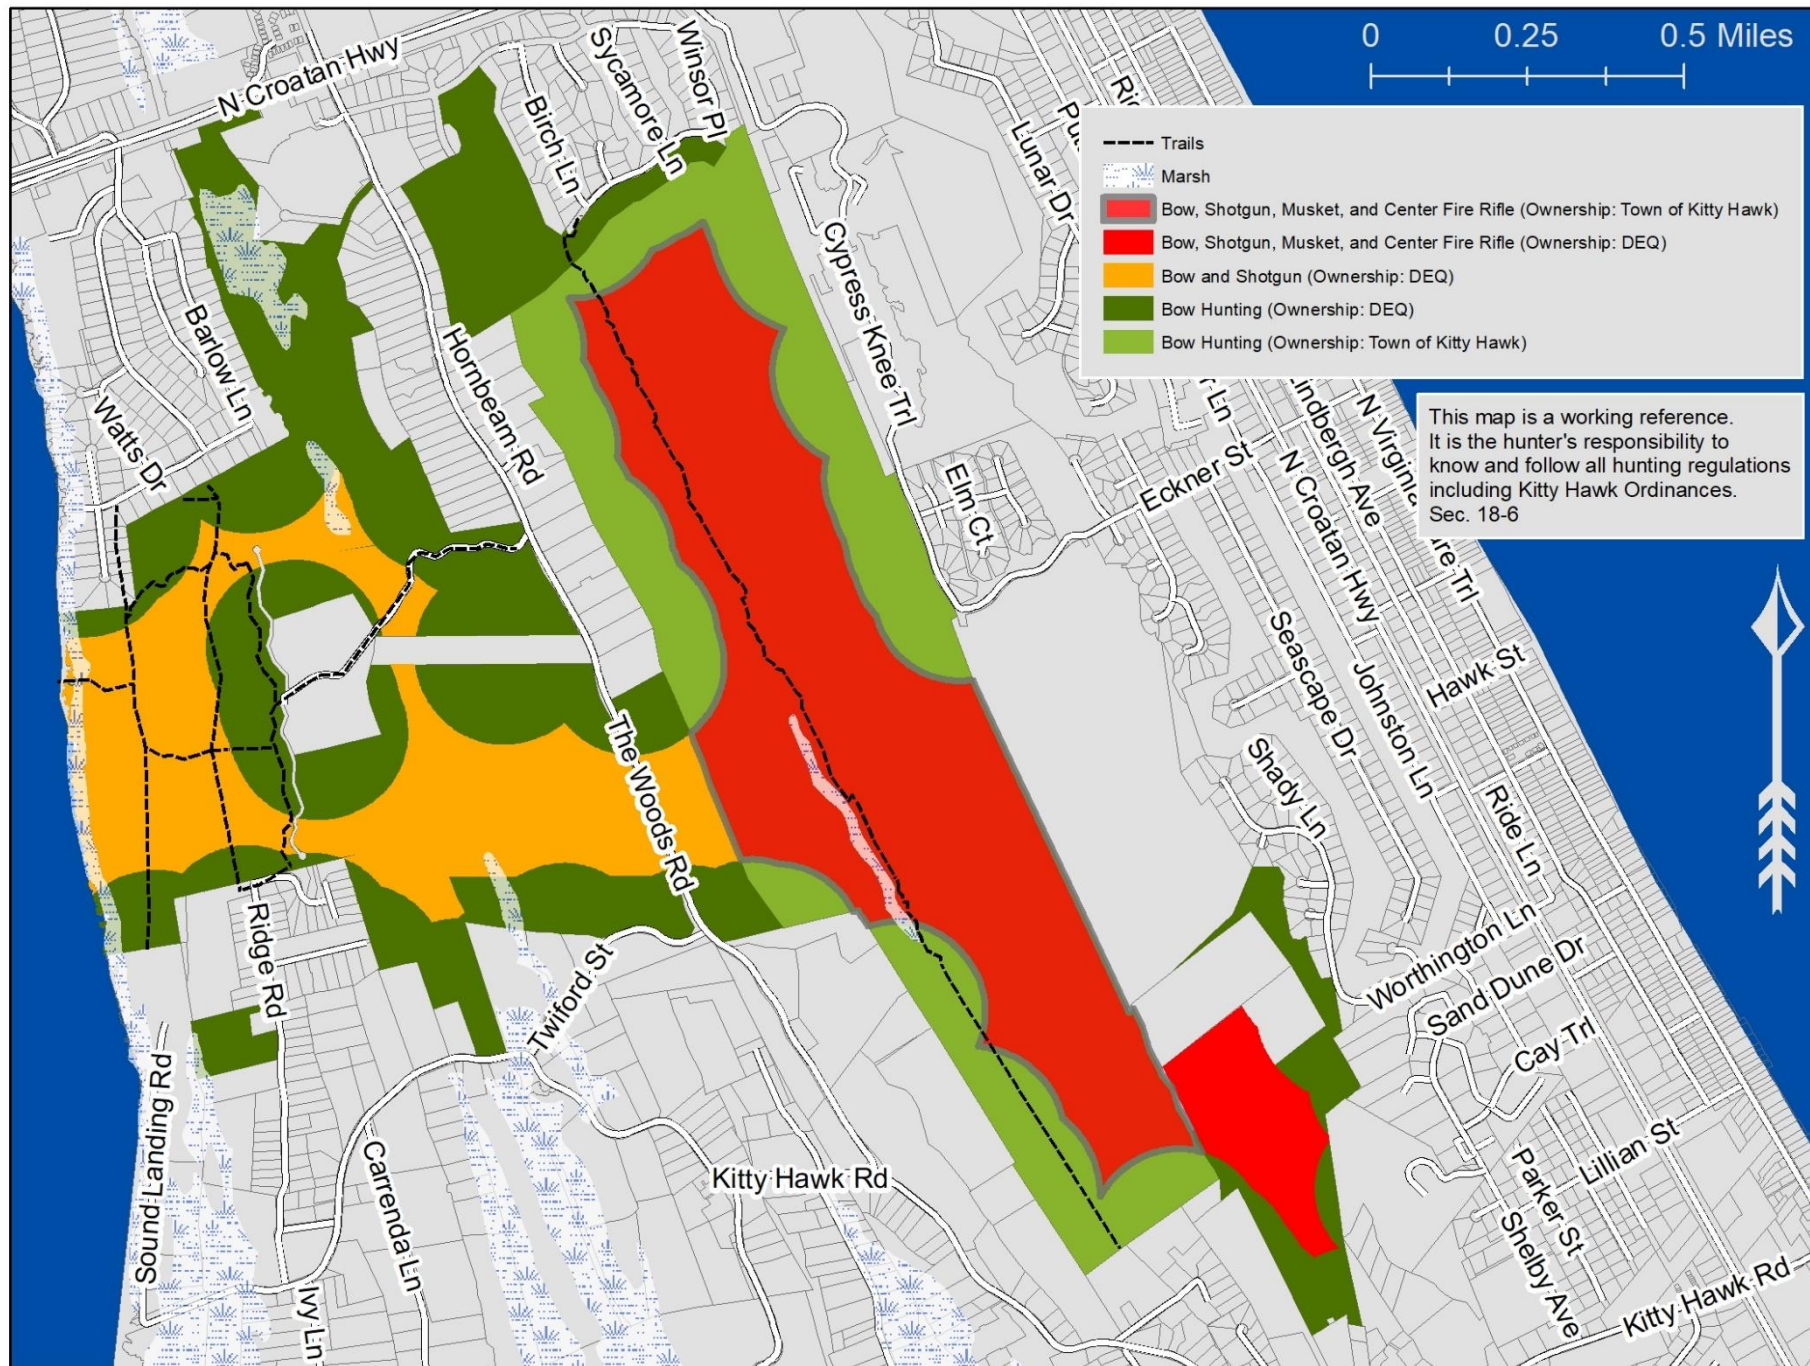 0 0.25 0.5 Miles
N Croatan Hwy
Sycamore Ln
Winsor Pl
Birch Ln
Lunar Dr
Trails
Marsh
Bow, Shotgun, Musket, and Center Fire Rifle (Ownership: Town of Kitty Hawk)
Bow, Shotgun, Musket, and Center Fire Rifle (Ownership: DEQ)
Bow and Shotgun (Ownership: DEQ)
Bow Hunting (Ownership: DEQ)
Bow Hunting (Ownership: Town of Kitty Hawk)
This map is a working reference.
It is the hunter's responsibility to
know and follow all hunting regulations
including Kitty Hawk Ordinances.
Sec. 18-6
Cypress Knee Trl
Barlow Ln
Hornbeam Rd
Watts Dr
Elm Ct
Eckner St
Ln
N Croatan Hwy
Ave
N
Trl
Seascape Dr
Johnston Ln
Hawk St
The Woods Rd
Shady Ln
Ride Ln
Ridge Rd
Twiford St
Worthington Ln
Sand Dune Dr
Cay Trl
Sound Landing Rd
Carrenda Ln
Ivy Ln
Kitty Hawk Rd
Lillian St
Parker St
Shelby Ave
Kitty Hawk Rd